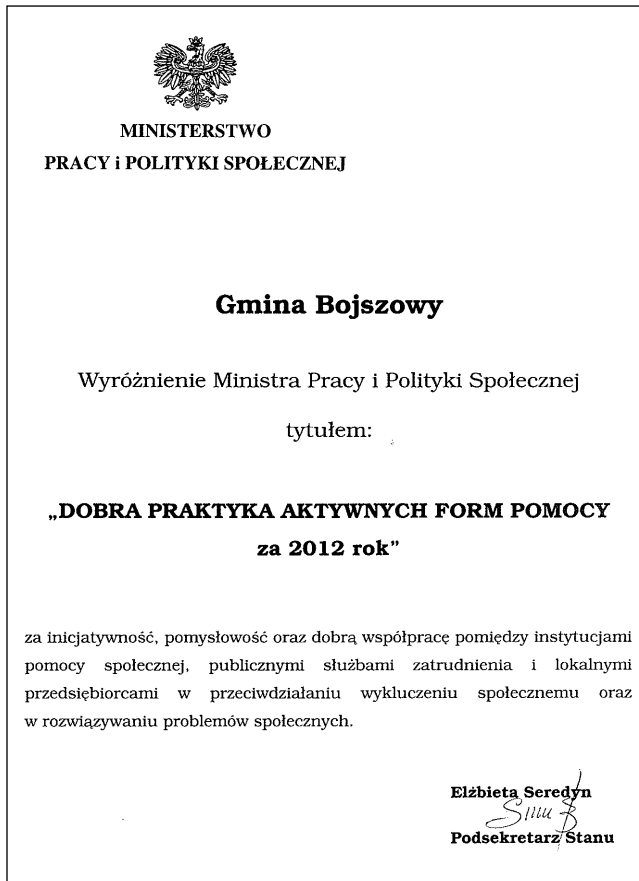 MINISTERSTWO
PRACY i POLITYKI SPOŁECZNEJ
Gmina Bojszowy
Wyróżnienie Ministra Pracy i Polityki Społecznej
tytułem:
„DOBRA PRAKTYKA AKTYWNYCH FORM POMOCY
za 2012 rok”
za inicjatywność, pomysłowość oraz dobrą współpracę pomiędzy instytucjami
pomocy społecznej, publicznymi służbami zatrudnienia i lokalnymi
przedsiębiorcami w przeciwdziałaniu wykluczeniu społecznemu oraz
w rozwiązywaniu problemów społecznych.
Elżbieta Seredyn
Podsekretarz Stanu